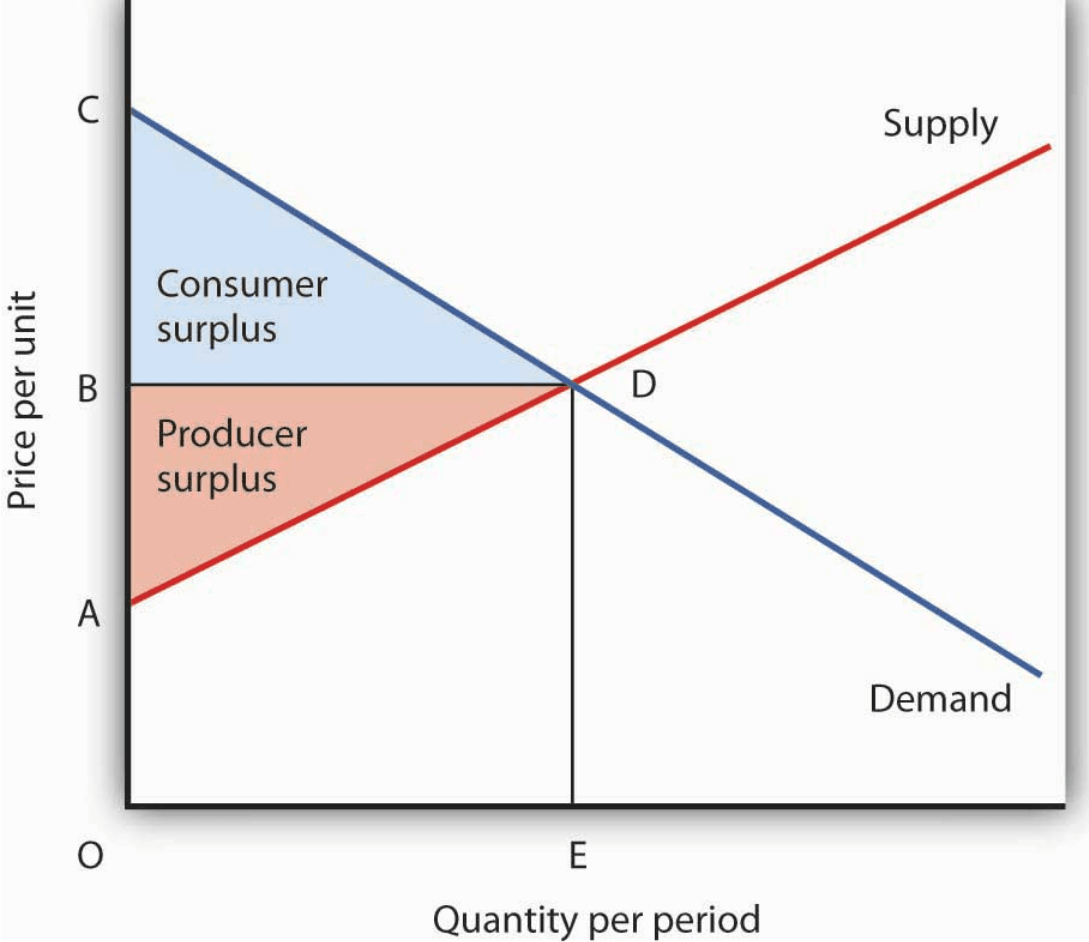 C
Supply
Consumer
surplus
Price per unit
B
D
Producer
surplus
A
Demand
O
E
Quantity per period